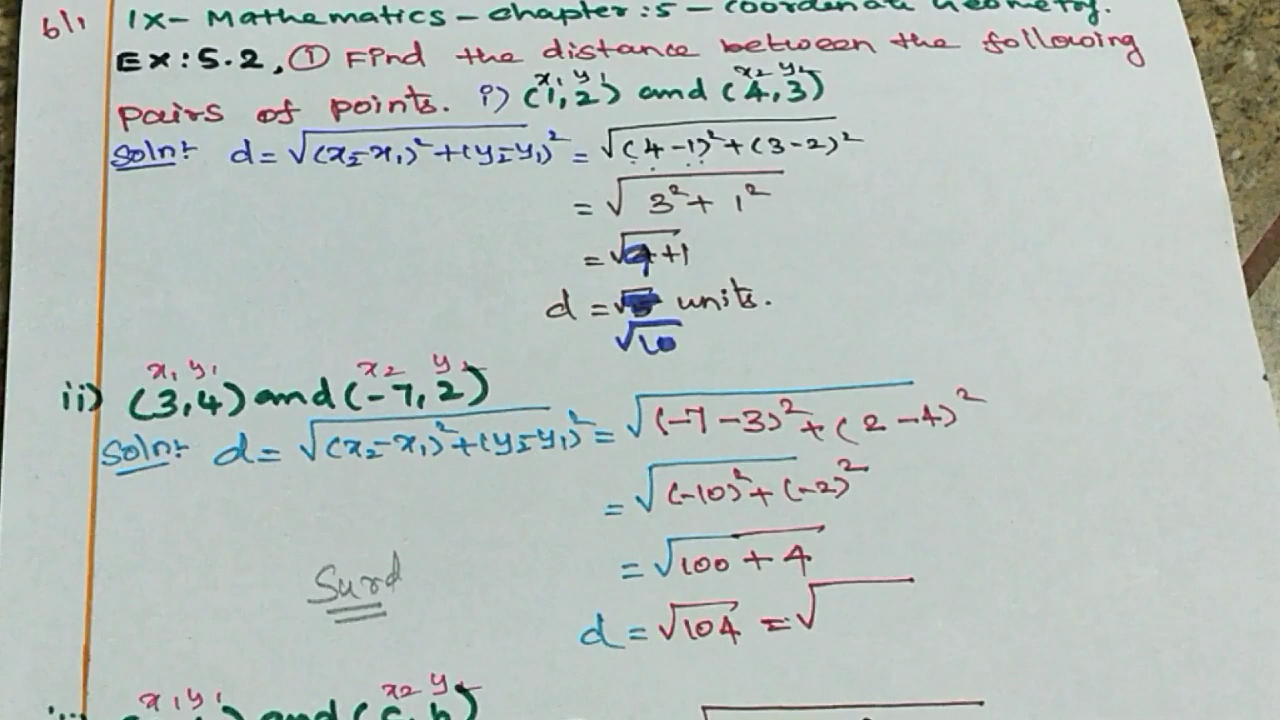 6/1
IX- Mathematics - chapter:5 - coordinate Geometry.
Ex: 5.2, ① Find the distance between the following
x₁ y₁ x₂ y₂
pairs of points. i) (1,2) and (4,3)
Soln: d = √(x₂-x₁)²+(y₂-y₁)² = √(4-1)²+(3-2)²
= √3²+1²
= √9+1
d = √ units.
√10
x₁ y₁ x₂ y₂
ii) (3,4) and (-7,2)
Soln: d = √(x₂-x₁)²+(y₂-y₁)² = √(-7-3)²+(2-4)²
= √(-10)²+(-2)²
= √100+4
Surd
d = √104 = √
x₁ y₁ x₂ y₂
) and (c,b)